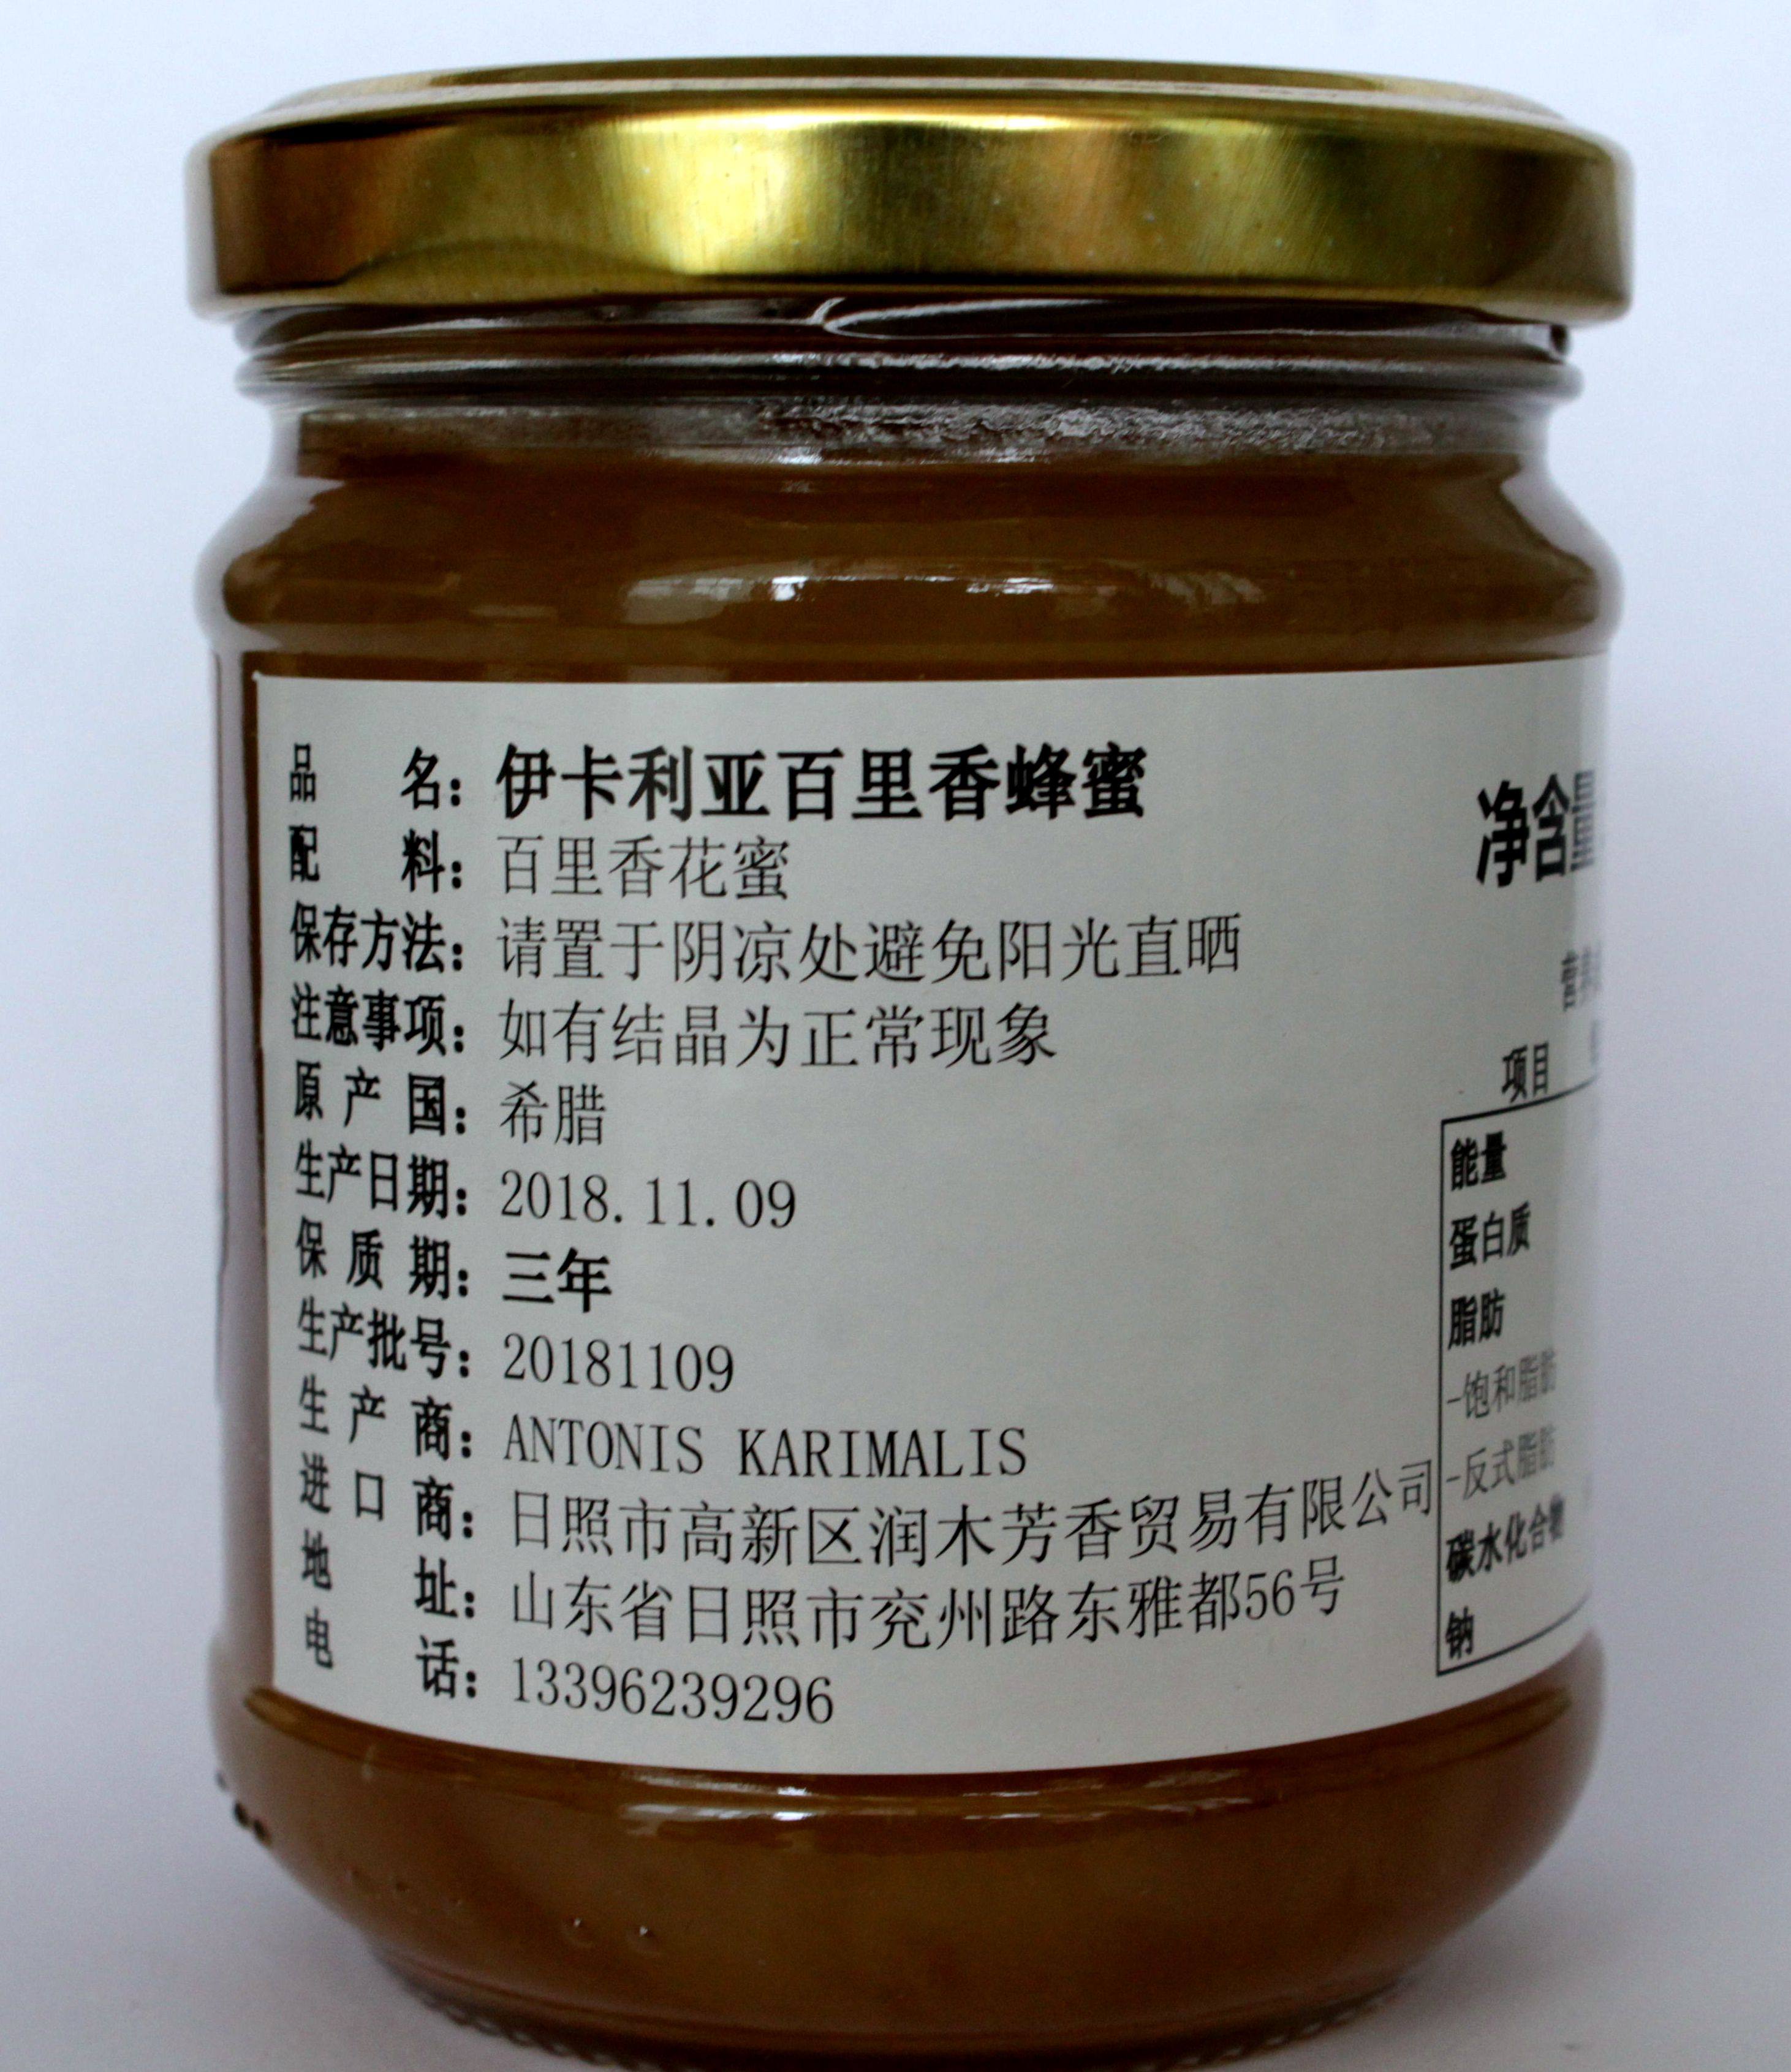 品 名：伊卡利亚百里香蜂蜜
配 料：百里香花蜜
保存方法：请置于阴凉处避免阳光直晒
注意事项：如有结晶为正常现象
原 产 国：希腊
生产日期：2018.11.09
保 质 期：三年
生产批号：20181109
生 产 商：ANTONIS KARIMALIS
进 口 商：日照市高新区润木芳香贸易有限公司
地 址：山东省日照市兖州路东雅都56号
电 话：13396239296
净含量
项目
能量
蛋白质
脂肪
-饱和脂肪
-反式脂肪
碳水化合物
钠